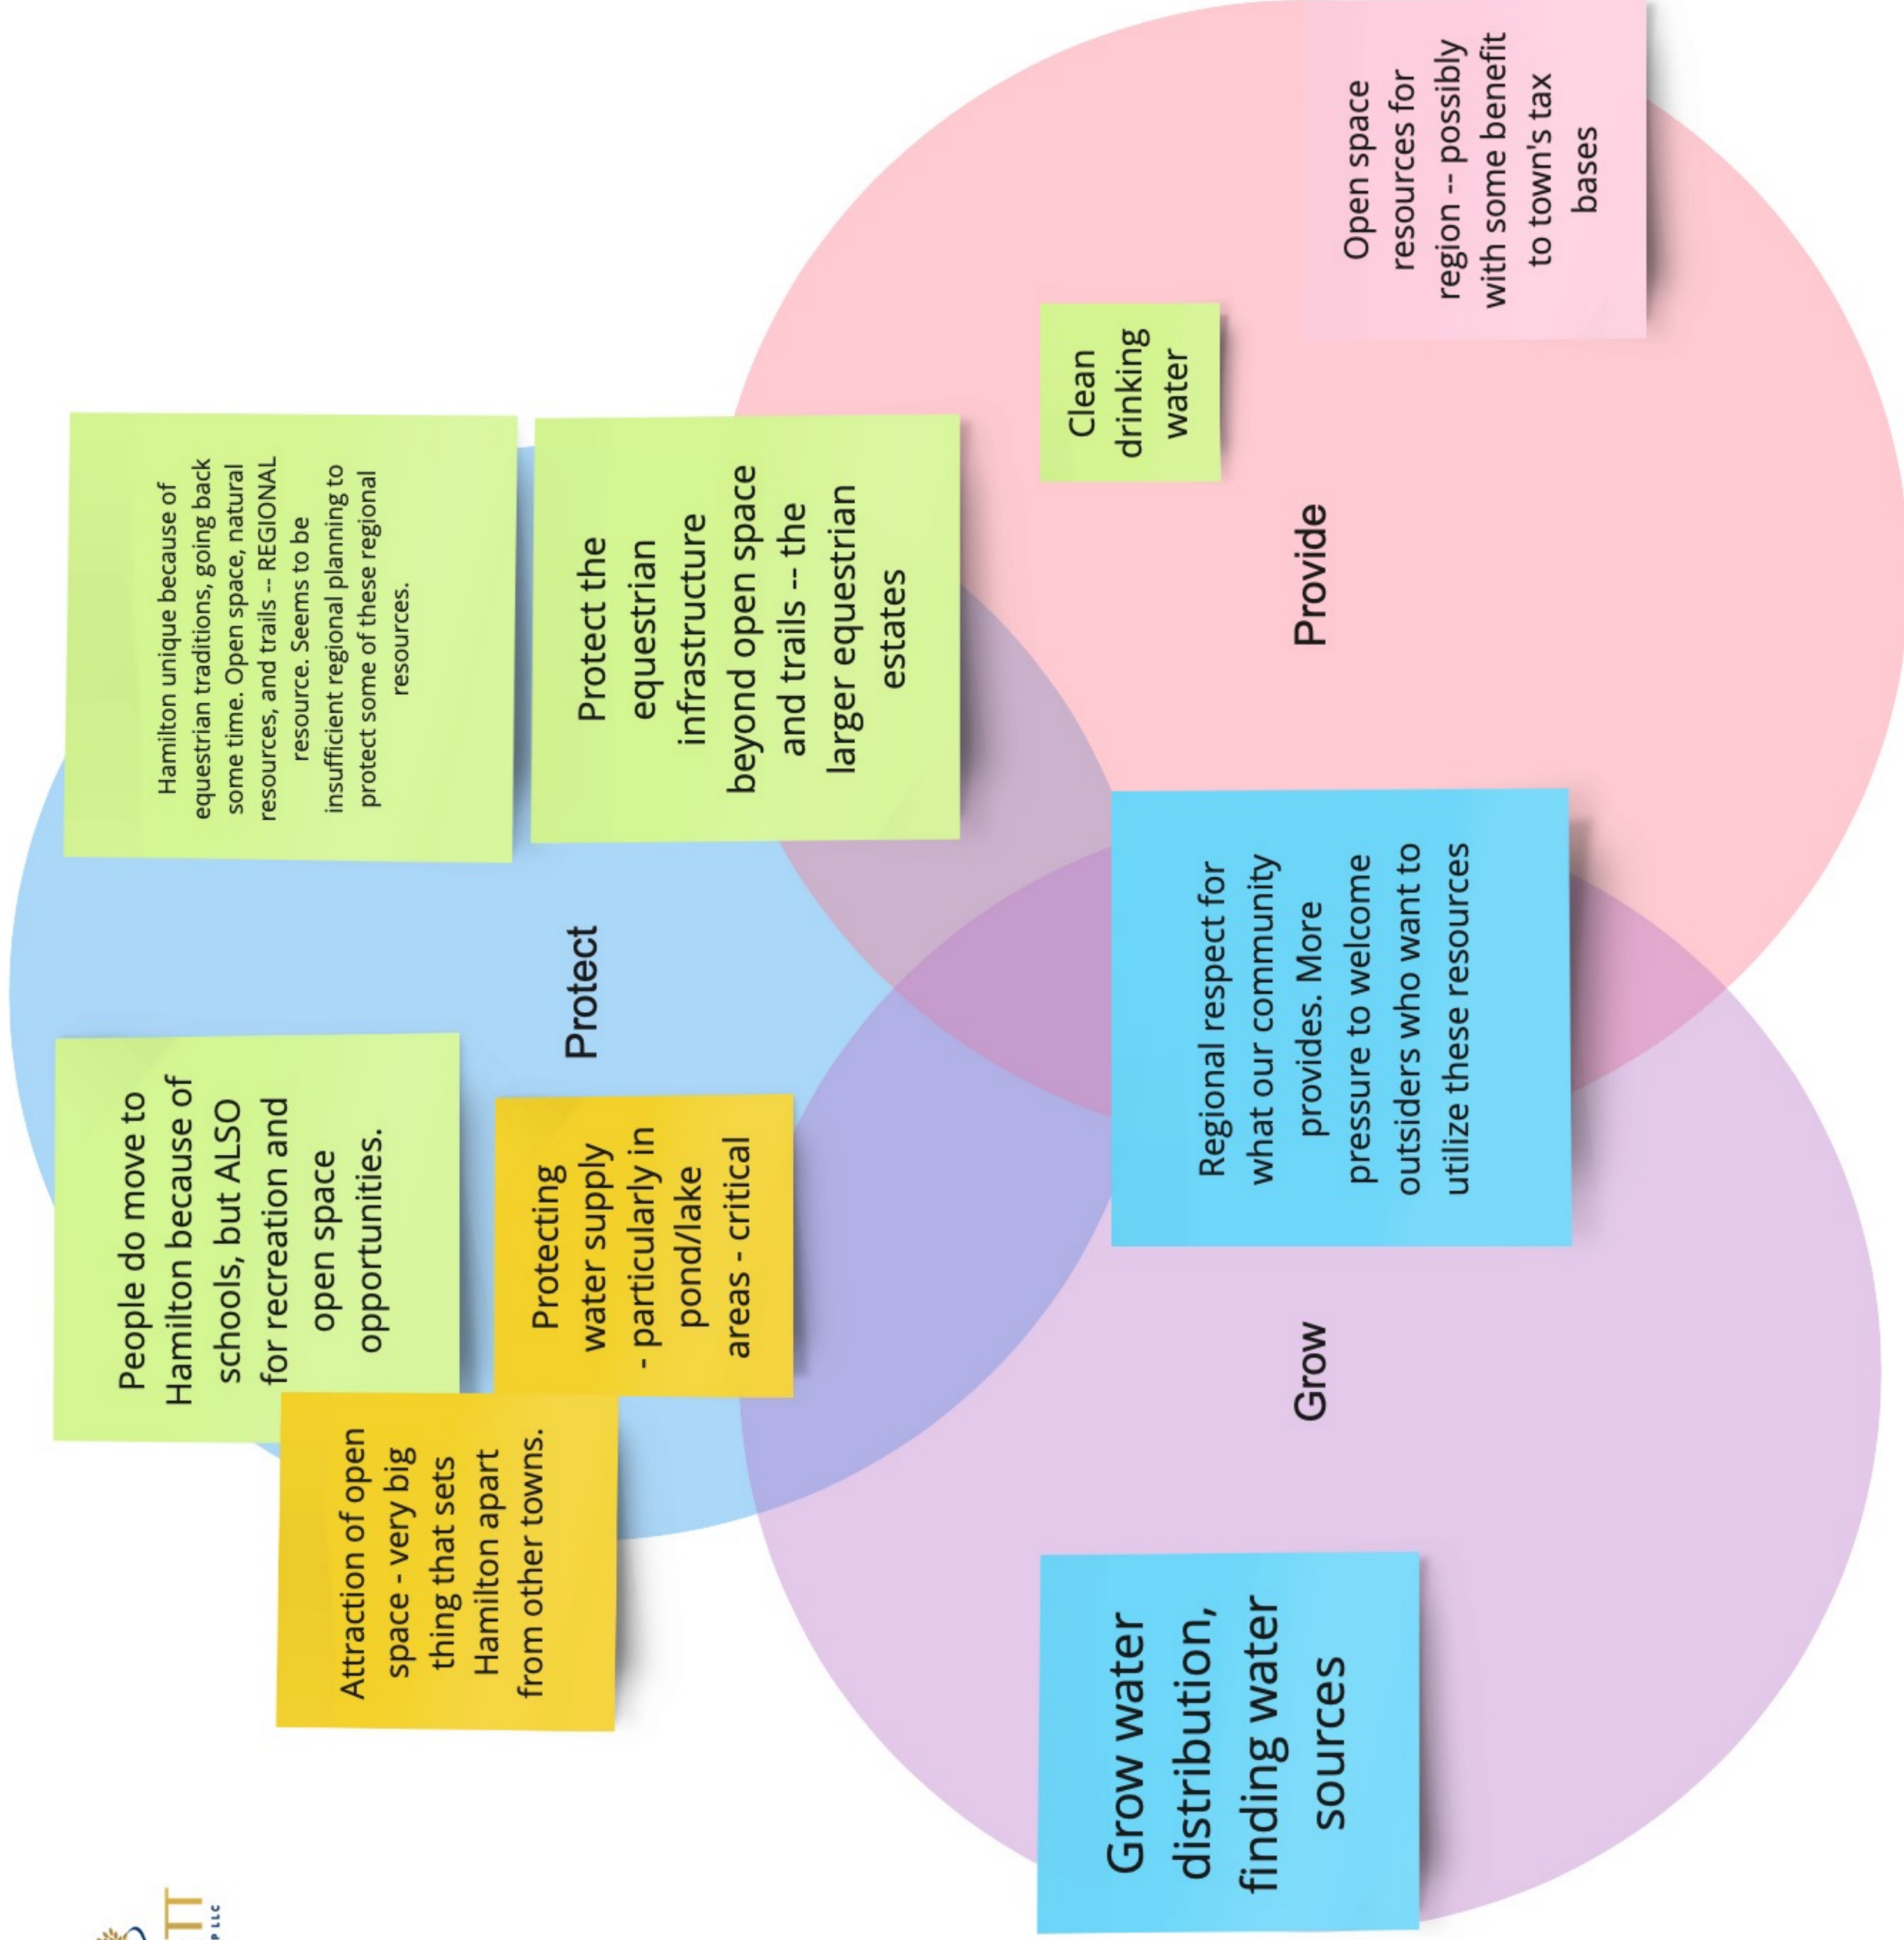 TT
P LLC
People do move to
Hamilton because of
schools, but ALSO
for recreation and
open space
opportunities.
Hamilton unique because of
equestrian traditions, going back
some time. Open space, natural
resources, and trails -- REGIONAL
resource. Seems to be
insufficient regional planning to
protect some of these regional
resources.
Attraction of open
space - very big
thing that sets
Hamilton apart
from other towns.
Protecting
water supply
- particularly in
pond/lake
areas - critical
Protect
Protect the
equestrian
infrastructure
beyond open space
and trails -- the
larger equestrian
estates
Grow water
distribution,
finding water
sources
Grow
Regional respect for
what our community
provides. More
pressure to welcome
outsiders who want to
utilize these resources
Provide
Clean
drinking
water
Open space
resources for
region -- possibly
with some benefit
to town's tax
bases